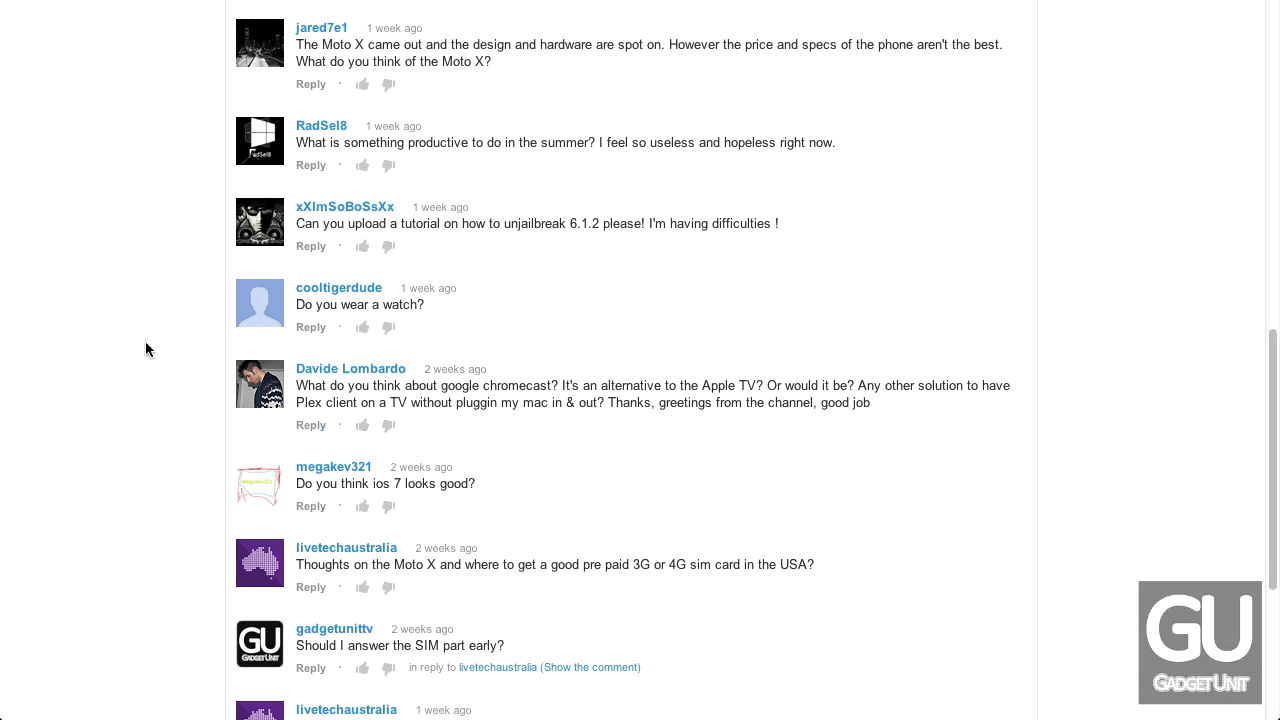 jared7e1 1 week ago
The Moto X came out and the design and hardware are spot on. However the price and specs of the phone aren't the best.
What do you think of the Moto X?
Reply ·
RadSel8 1 week ago
What is something productive to do in the summer? I feel so useless and hopeless right now.
RadSel8
Reply ·
xXImSoBoSsXx 1 week ago
Can you upload a tutorial on how to unjailbreak 6.1.2 please! I'm having difficulties !
Reply ·
cooltigerdude 1 week ago
Do you wear a watch?
Reply ·
Davide Lombardo 2 weeks ago
What do you think about google chromecast? It's an alternative to the Apple TV? Or would it be? Any other solution to have
Plex client on a TV without pluggin my mac in & out? Thanks, greetings from the channel, good job
Reply ·
megakev321 2 weeks ago
Megakev321
Do you think ios 7 looks good?
Reply ·
livetechaustralia 2 weeks ago
Thoughts on the Moto X and where to get a good pre paid 3G or 4G sim card in the USA?
Reply ·
gadgetunittv 2 weeks ago
GU
GADGETUNIT
Should I answer the SIM part early?
Reply · in reply to livetechaustralia (Show the comment)
livetechaustralia 1 week ago
GU
GADGETUNIT